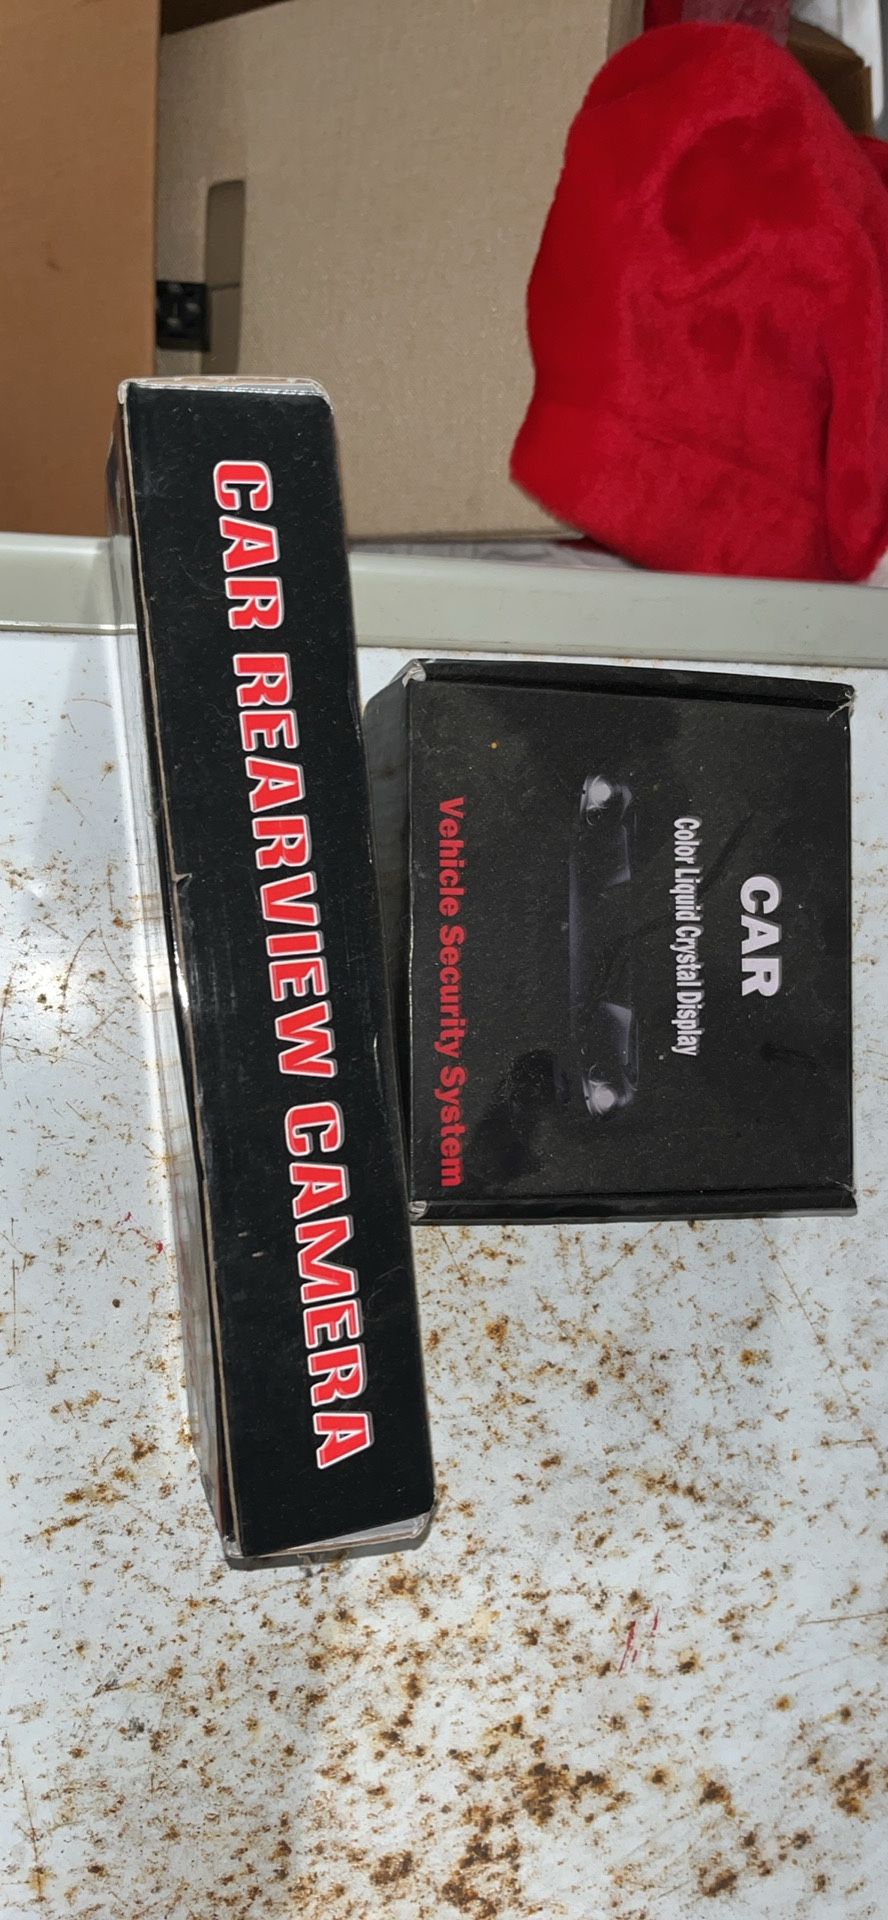 CAR REARVIEW CAMERA
CAR
Color Liquid Crystal Display
Vehicle Security System